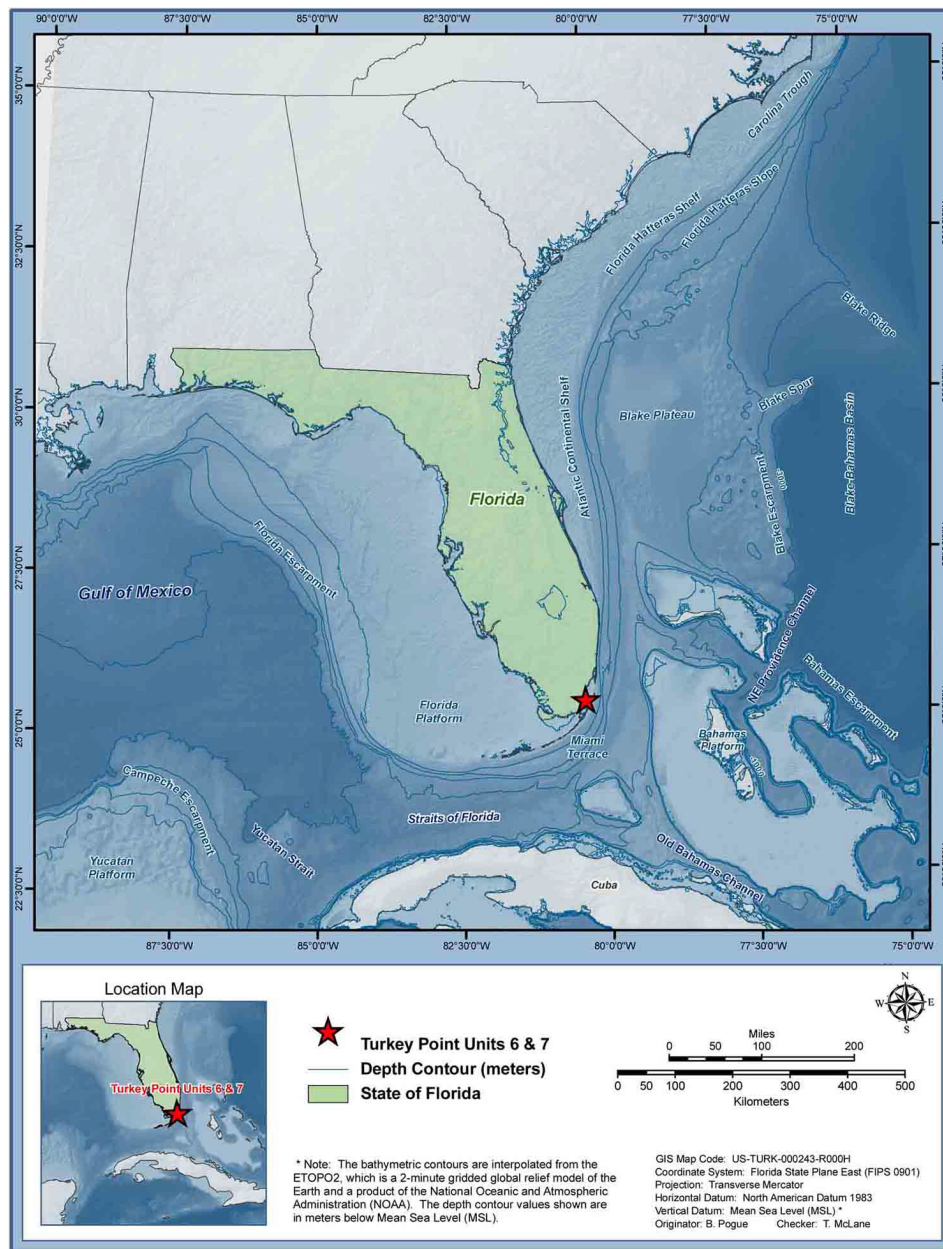 90°0'0"W
87°30'0"W
85°0'0"W
82°30'0"W
80°0'0"W
77°30'0"W
75°0'0"W
35°0'0"N
32°30'0"N
30°0'0"N
27°30'0"N
25°0'0"N
22°30'0"N
Carolina Trough
Florida Hatteras Shelf
Florida Hatteras Slope
Blake Ridge
Blake Spur
Blake Plateau
Atlantic Continental Shelf
Blake-Bahamas Basin
Blake Escarpment
Florida
Florida Escarpment
Gulf of Mexico
NE Providence Channel
Bahamas Escarpment
Florida
Platform
Miami
Terrace
Bahamas
Platform
Campeche Escarpment
Straits of Florida
Yucatan Strait
Old Bahamas Channel
Yucatan
Platform
Cuba
87°30'0"W
85°0'0"W
82°30'0"W
80°0'0"W
77°30'0"W
75°0'0"W
Location Map
Turkey Point Units 6 & 7
Turkey Point Units 6 & 7
Depth Contour (meters)
State of Florida
N
W
E
S
Miles
0 50 100 200
0 50 100 200 300 400 500
Kilometers
* Note: The bathymetric contours are interpolated from the
ETOPO2, which is a 2-minute gridded global relief model of the
Earth and a product of the National Oceanic and Atmospheric
Administration (NOAA). The depth contour values shown are
in meters below Mean Sea Level (MSL).
GIS Map Code: US-TURK-000243-R000H
Coordinate System: Florida State Plane East (FIPS 0901)
Projection: Transverse Mercator
Horizontal Datum: North American Datum 1983
Vertical Datum: Mean Sea Level (MSL) *
Originator: B. Pogue Checker: T. McLane